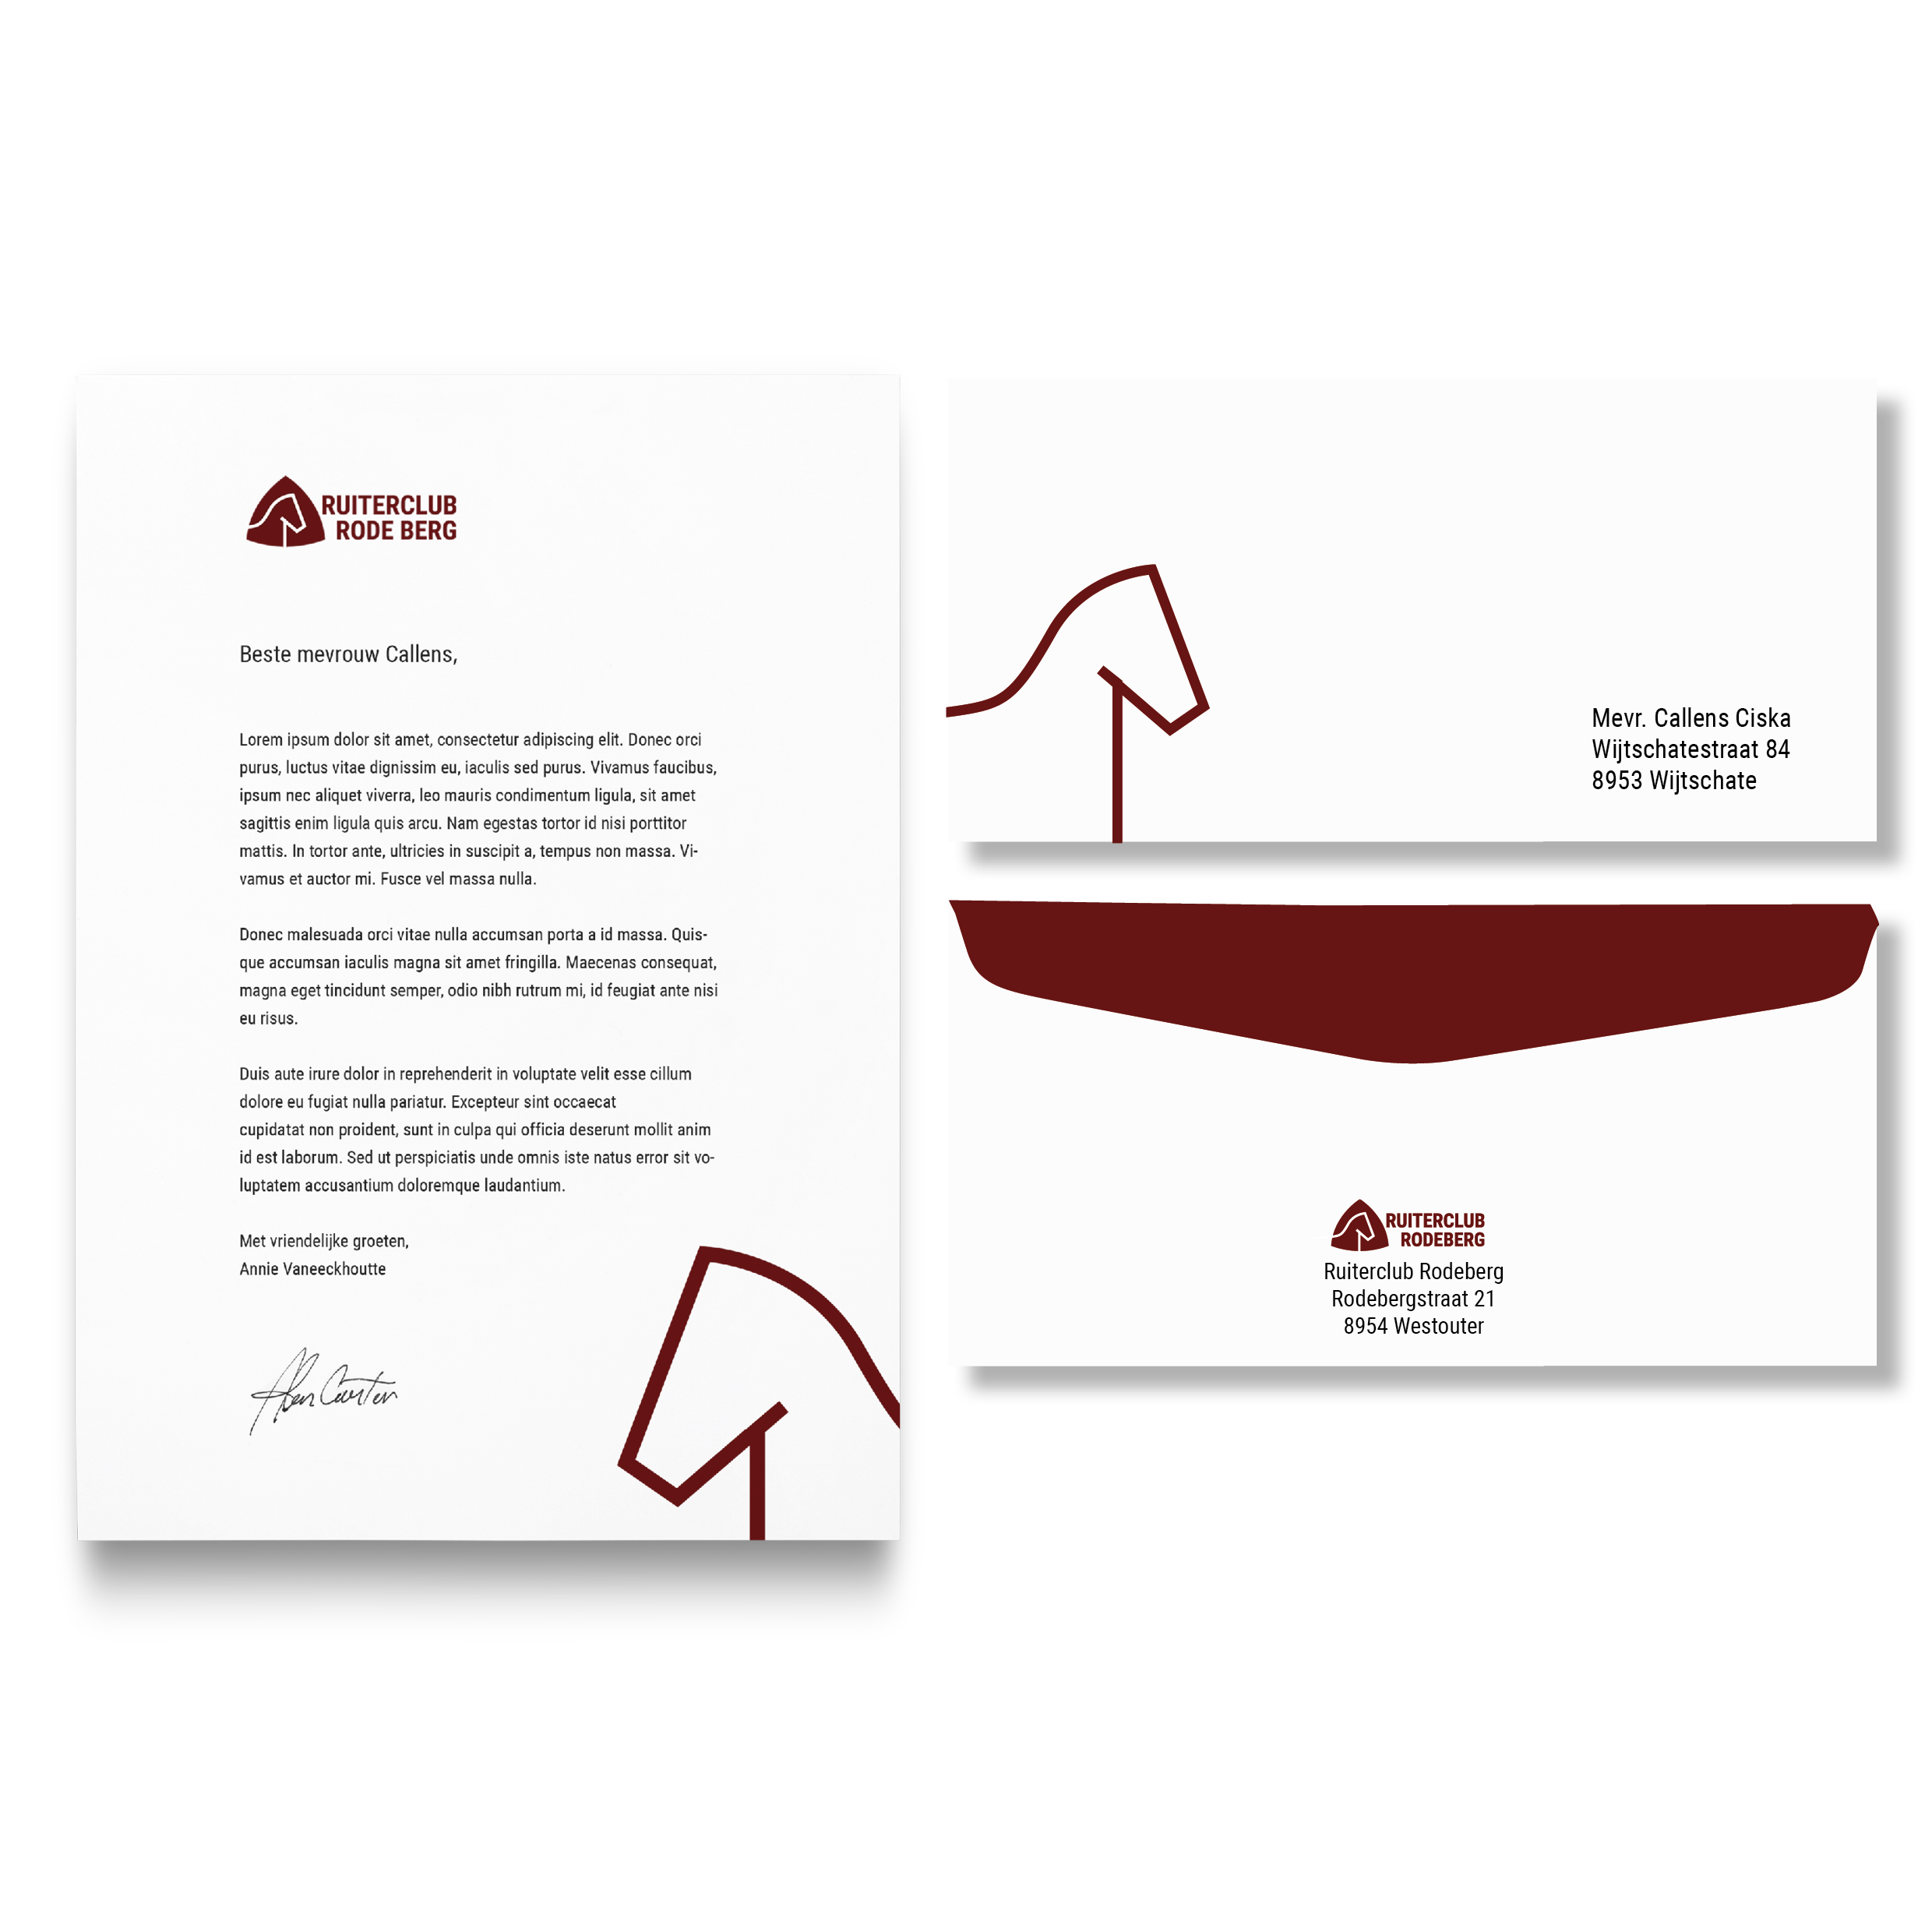 RUITERCLUB
RODE BERG
Beste mevrouw Callens,
Lorem ipsum dolor sit amet, consectetur adipiscing elit. Donec orci
purus, luctus vitae dignissim eu, iaculis sed purus. Vivamus faucibus,
ipsum nec aliquet viverra, leo mauris condimentum ligula, sit amet
sagittis enim ligula quis arcu. Nam egestas tortor id nisi porttitor
mattis. In tortor ante, ultricies in suscipit a, tempus non massa. Vi-
vamus et auctor mi. Fusce vel massa nulla.
Donec malesuada orci vitae nulla accumsan porta a id massa. Quis-
que accumsan iaculis magna sit amet fringilla. Maecenas consequat,
magna eget tincidunt semper, odio nibh rutrum mi, id feugiat ante nisi
eu risus.
Duis aute irure dolor in reprehenderit in voluptate velit esse cillum
dolore eu fugiat nulla pariatur. Excepteur sint occaecat
cupidatat non proident, sunt in culpa qui officia deserunt mollit anim
id est laborum. Sed ut perspiciatis unde omnis iste natus error sit vo-
luptatem accusantium doloremque laudantium.
Met vriendelijke groeten,
Annie Vaneeckhoutte
Mevr. Callens Ciska
Wijtschatestraat 84
8953 Wijtschate
RUITERCLUB
RODEBERG
Ruiterclub Rodeberg
Rodebergstraat 21
8954 Westouter